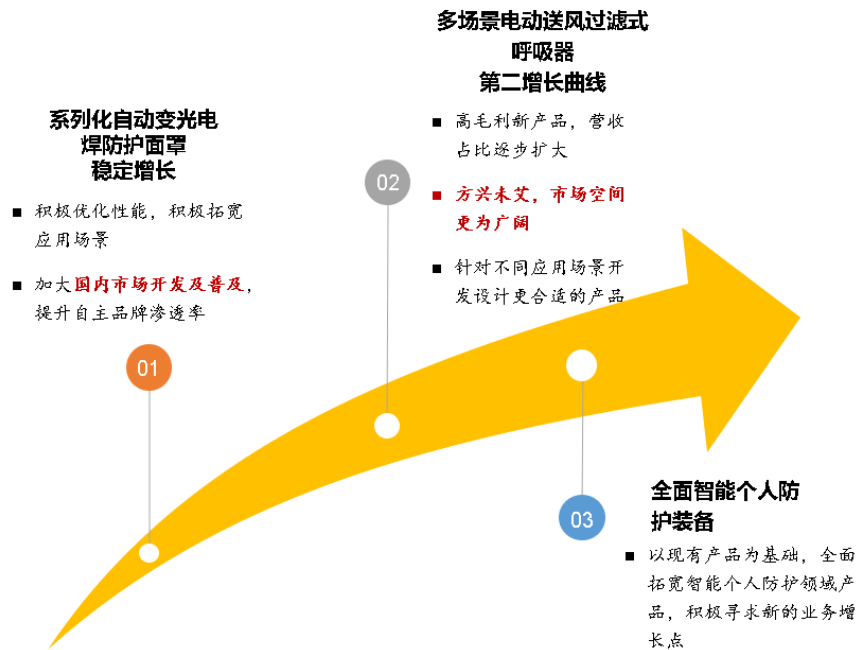 系列化自动变光电
焊防护面罩
稳定增长
■ 积极优化性能，积极拓宽
应用场景
■ 加大国内市场开发及普及，
提升自主品牌渗透率
01
多场景电动送风过滤式
呼吸器
第二增长曲线
■ 高毛利新产品，营收
占比逐步扩大
■ 方兴未艾，市场空间
更为广阔
■ 针对不同应用场景开
发设计更合适的产品
02
03
全面智能个人防
护装备
■ 以现有产品为基础，全面
拓宽智能个人防护领域产
品，积极寻求新的业务增
长点